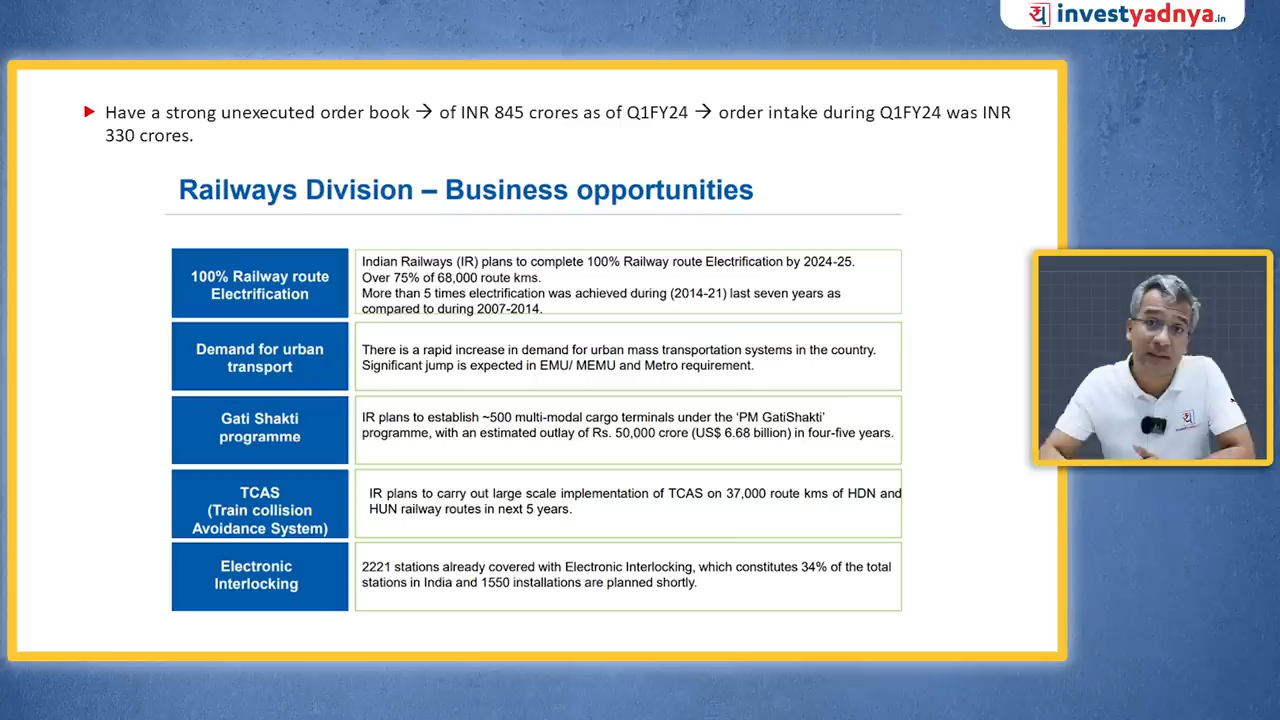 investyadnya.in
Have a strong unexecuted order book → of INR 845 crores as of Q1FY24 → order intake during Q1FY24 was INR
330 crores.
Railways Division – Business opportunities
100% Railway route
Electrification
Indian Railways (IR) plans to complete 100% Railway route Electrification by 2024-25.
Over 75% of 68,000 route kms.
More than 5 times electrification was achieved during (2014-21) last seven years as
compared to during 2007-2014.
Demand for urban
transport
There is a rapid increase in demand for urban mass transportation systems in the country.
Significant jump is expected in EMU/ MEMU and Metro requirement.
Gati Shakti
programme
IR plans to establish ~500 multi-modal cargo terminals under the ‘PM GatiShakti’
programme, with an estimated outlay of Rs. 50,000 crore (US$ 6.68 billion) in four-five years.
TCAS
(Train collision
Avoidance System)
IR plans to carry out large scale implementation of TCAS on 37,000 route kms of HDN and
HUN railway routes in next 5 years.
Electronic
Interlocking
2221 stations already covered with Electronic Interlocking, which constitutes 34% of the total
stations in India and 1550 installations are planned shortly.